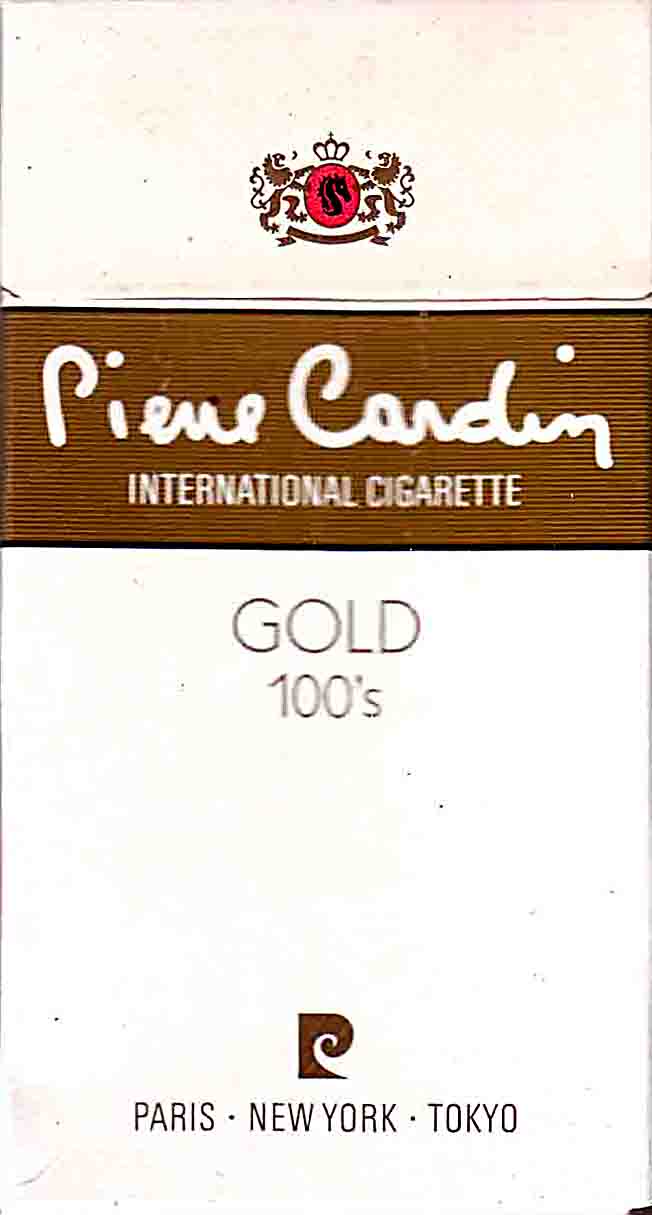 Pierre Cardin
INTERNATIONAL CIGARETTE
GOLD
100's
PARIS · NEW YORK · TOKYO